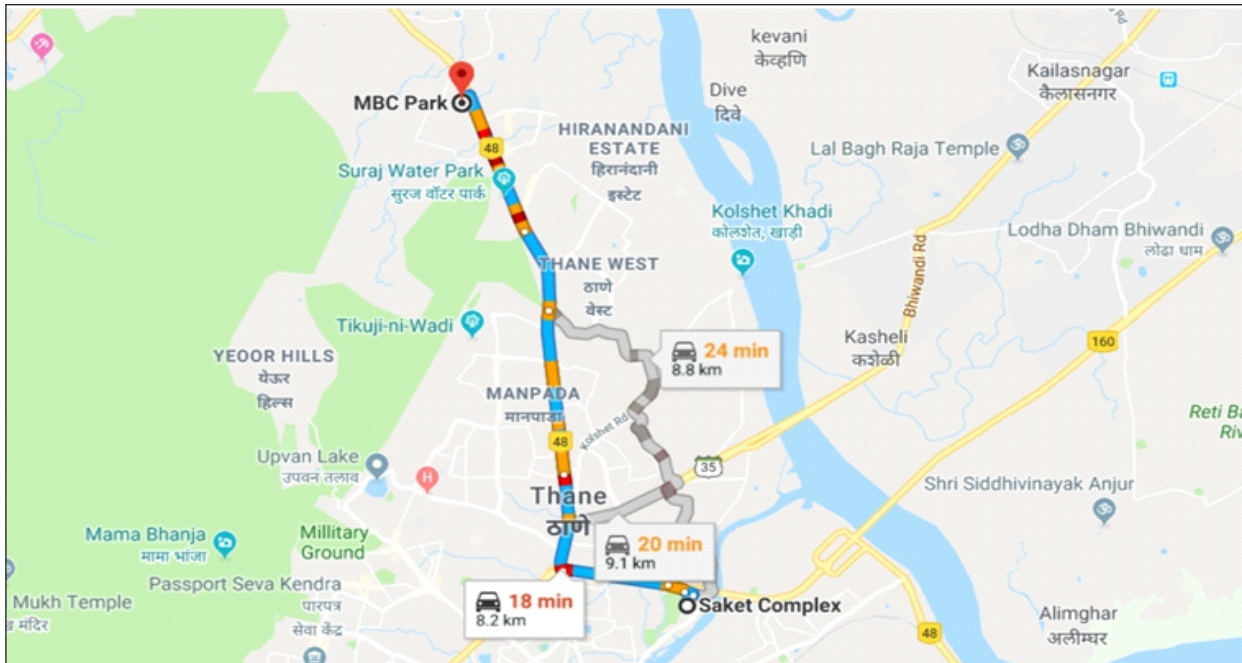 kevani
केव्हणि
Kailasnagar
कैलासनगर
MBC Park
Dive
दिवे
HIRANANDANI
ESTATE
हिरानंदानी
इस्टेट
48
Lal Bagh Raja Temple
Suraj Water Park
सुरज वॉटर पार्क
Kolshet Khadi
कोलशेत, खाड़ी
Lodha Dham Bhiwandi
लोढा धाम
THANE WEST
ठाणे
वेस्ट
Bhiwandi Rd
Tikuji-ni-Wadi
Kasheli
कशेळी
160
24 min
8.8 km
YEOOR HILLS
येऊर
हिल्स
MANPADA
मानपाडा
Kolshet Rd
48
Reti
Riv
Upvan Lake
उपवन तलाव
35
Shri Siddhivinayak Anjur
Thane
ठाणे
Mama Bhanja
मामा भांजा
Millitary
Ground
20 min
9.1 km
Passport Seva Kendra
पारपत्र
सेवा केंद्र
18 min
8.2 km
Saket Complex
Mukh Temple
मंदिर
Alimghar
अलीम्घर
48